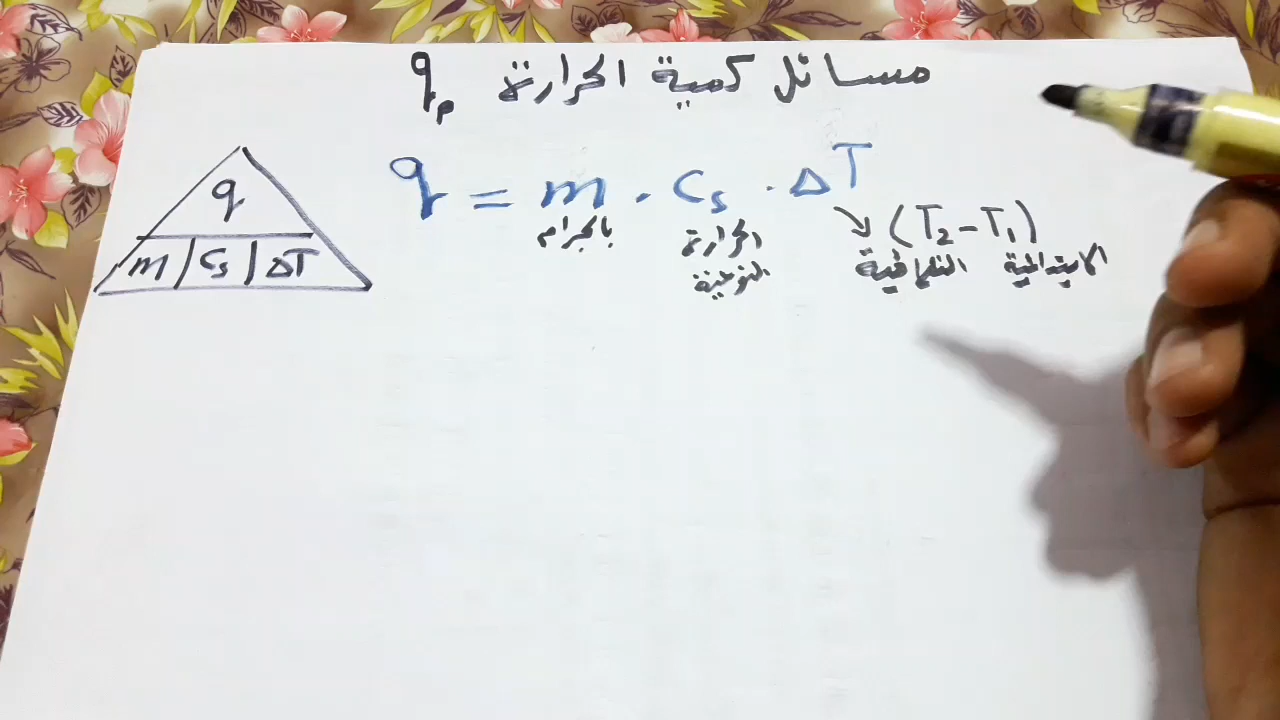 مسائل كمية الحرارة qₚ
q = m . Cs . ΔT
(T₂ - T₁)
بالجرام
الحرارة النوعية
النهائية الابتدائية
q
m / Cs / ΔT